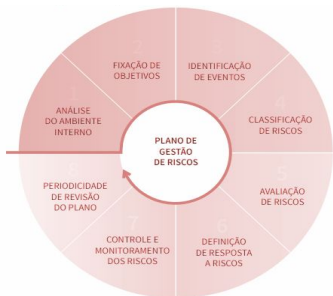 1
ANÁLISE
DO AMBIENTE
INTERNO
2
FIXAÇÃO DE
OBJETIVOS
3
IDENTIFICAÇÃO
DE EVENTOS
4
CLASSIFICAÇÃO
DE RISCOS
5
AVALIAÇÃO
DE RISCOS
6
DEFINIÇÃO
DE RESPOSTA
A RISCOS
7
CONTROLE E
MONITORAMENTO
DOS RISCOS
PERIODICIDADE
DE REVISÃO
DO PLANO
PLANO DE
GESTÃO
DE RISCOS